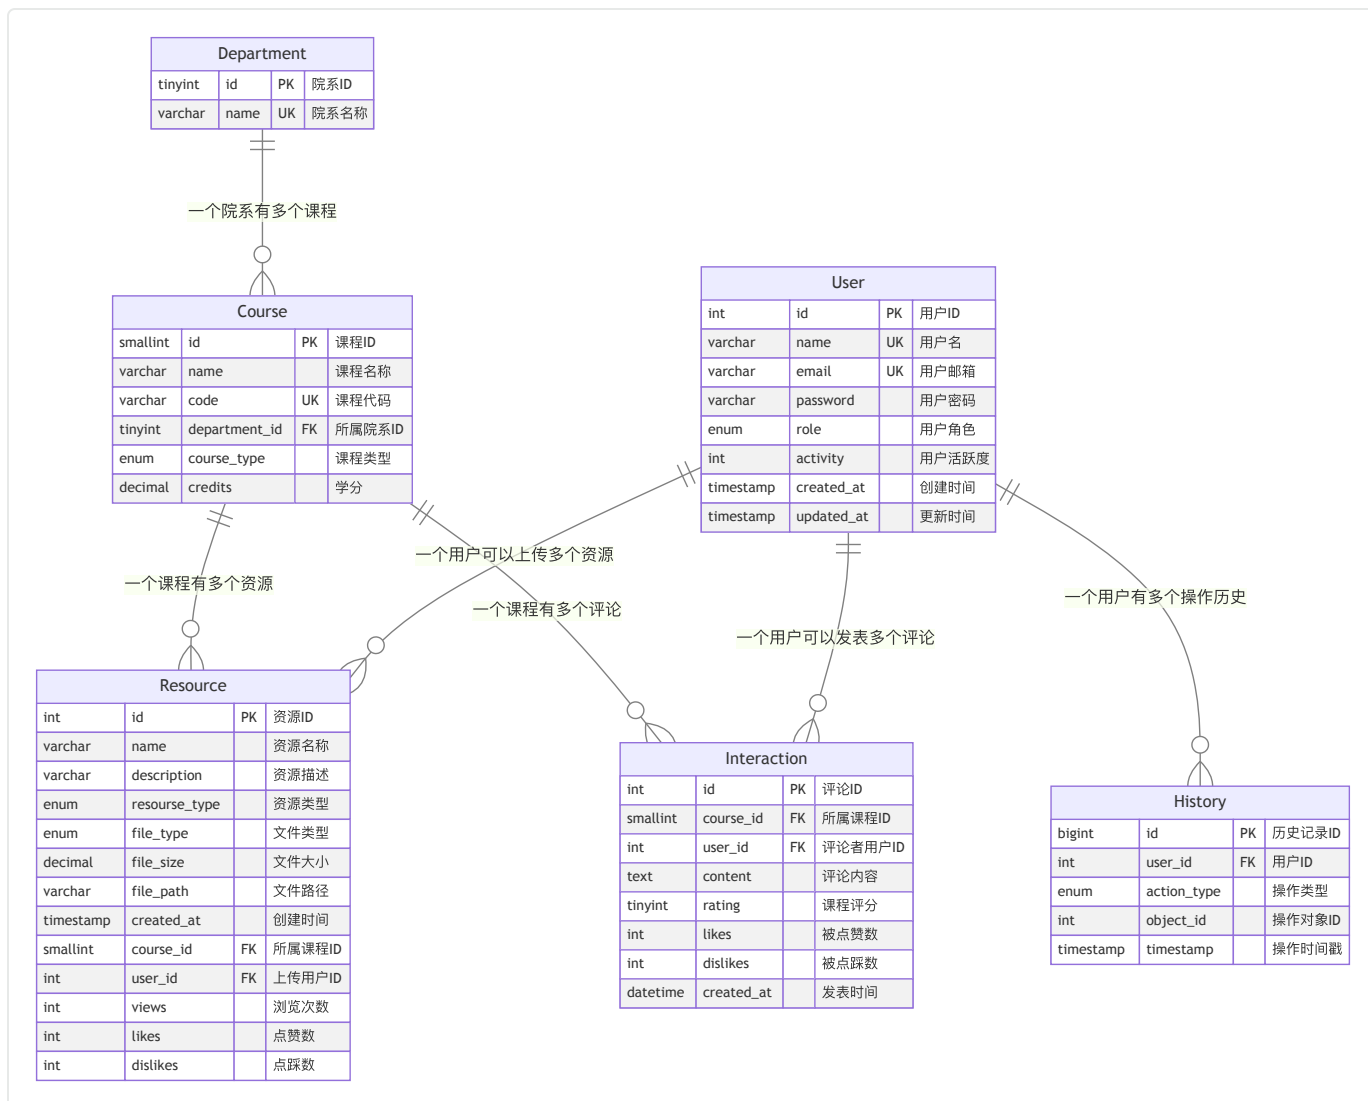 Department
tinyint id PK 院系ID
varchar name UK 院系名称
一个院系有多个课程
Course
smallint id PK 课程ID
varchar name 课程名称
varchar code UK 课程代码
tinyint department_id FK 所属院系ID
enum course_type 课程类型
decimal credits 学分
User
int id PK 用户ID
varchar name UK 用户名
varchar email UK 用户邮箱
varchar password 用户密码
enum role 用户角色
int activity 用户活跃度
timestamp created_at 创建时间
timestamp updated_at 更新时间
一个用户可以上传多个资源
一个课程有多个资源
一个课程有多个评论
一个用户可以发表多个评论
一个用户有多个操作历史
Resource
int id PK 资源ID
varchar name 资源名称
varchar description 资源描述
enum resourse_type 资源类型
enum file_type 文件类型
decimal file_size 文件大小
varchar file_path 文件路径
timestamp created_at 创建时间
smallint course_id FK 所属课程ID
int user_id FK 上传用户ID
int views 浏览次数
int likes 点赞数
int dislikes 点踩数
Interaction
int id PK 评论ID
smallint course_id FK 所属课程ID
int user_id FK 评论者用户ID
text content 评论内容
tinyint rating 课程评分
int likes 被点赞数
int dislikes 被点踩数
datetime created_at 发表时间
History
bigint id PK 历史记录ID
int user_id FK 用户ID
enum action_type 操作类型
int object_id 操作对象ID
timestamp timestamp 操作时间戳